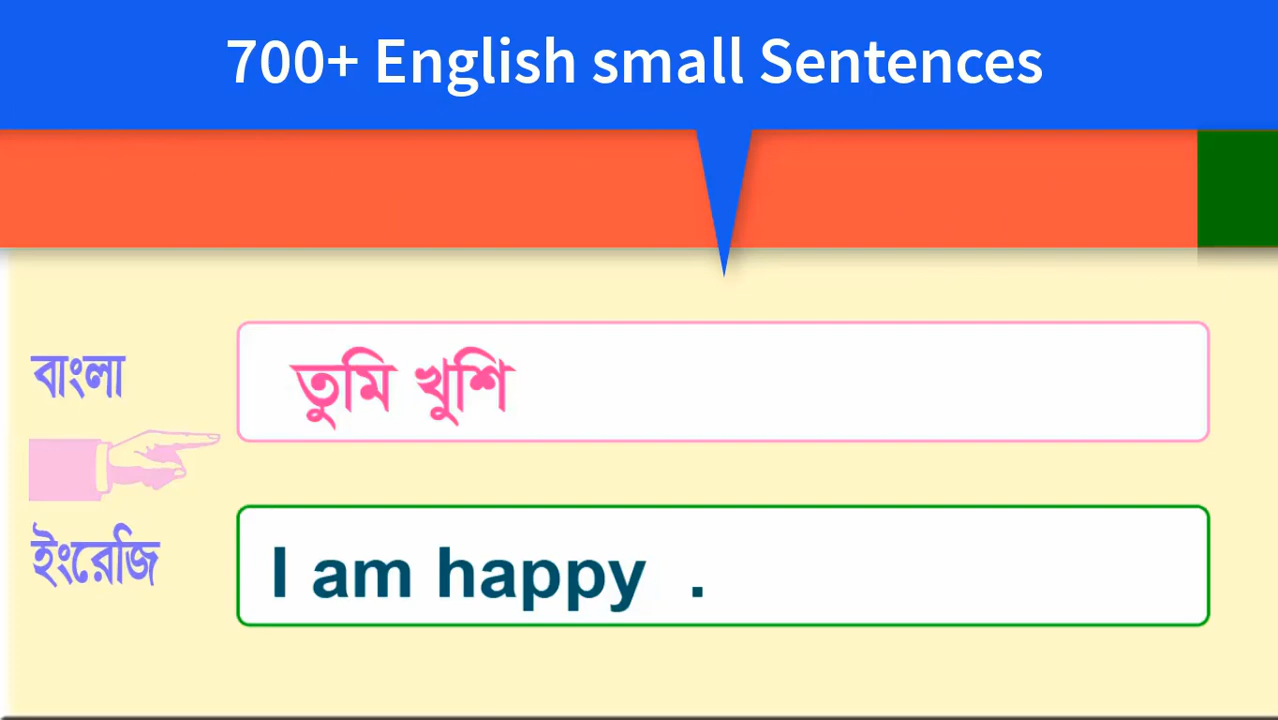 700+ English small Sentences
বাংলা
তুমি খুশি
ইংরেজি
I am happy .